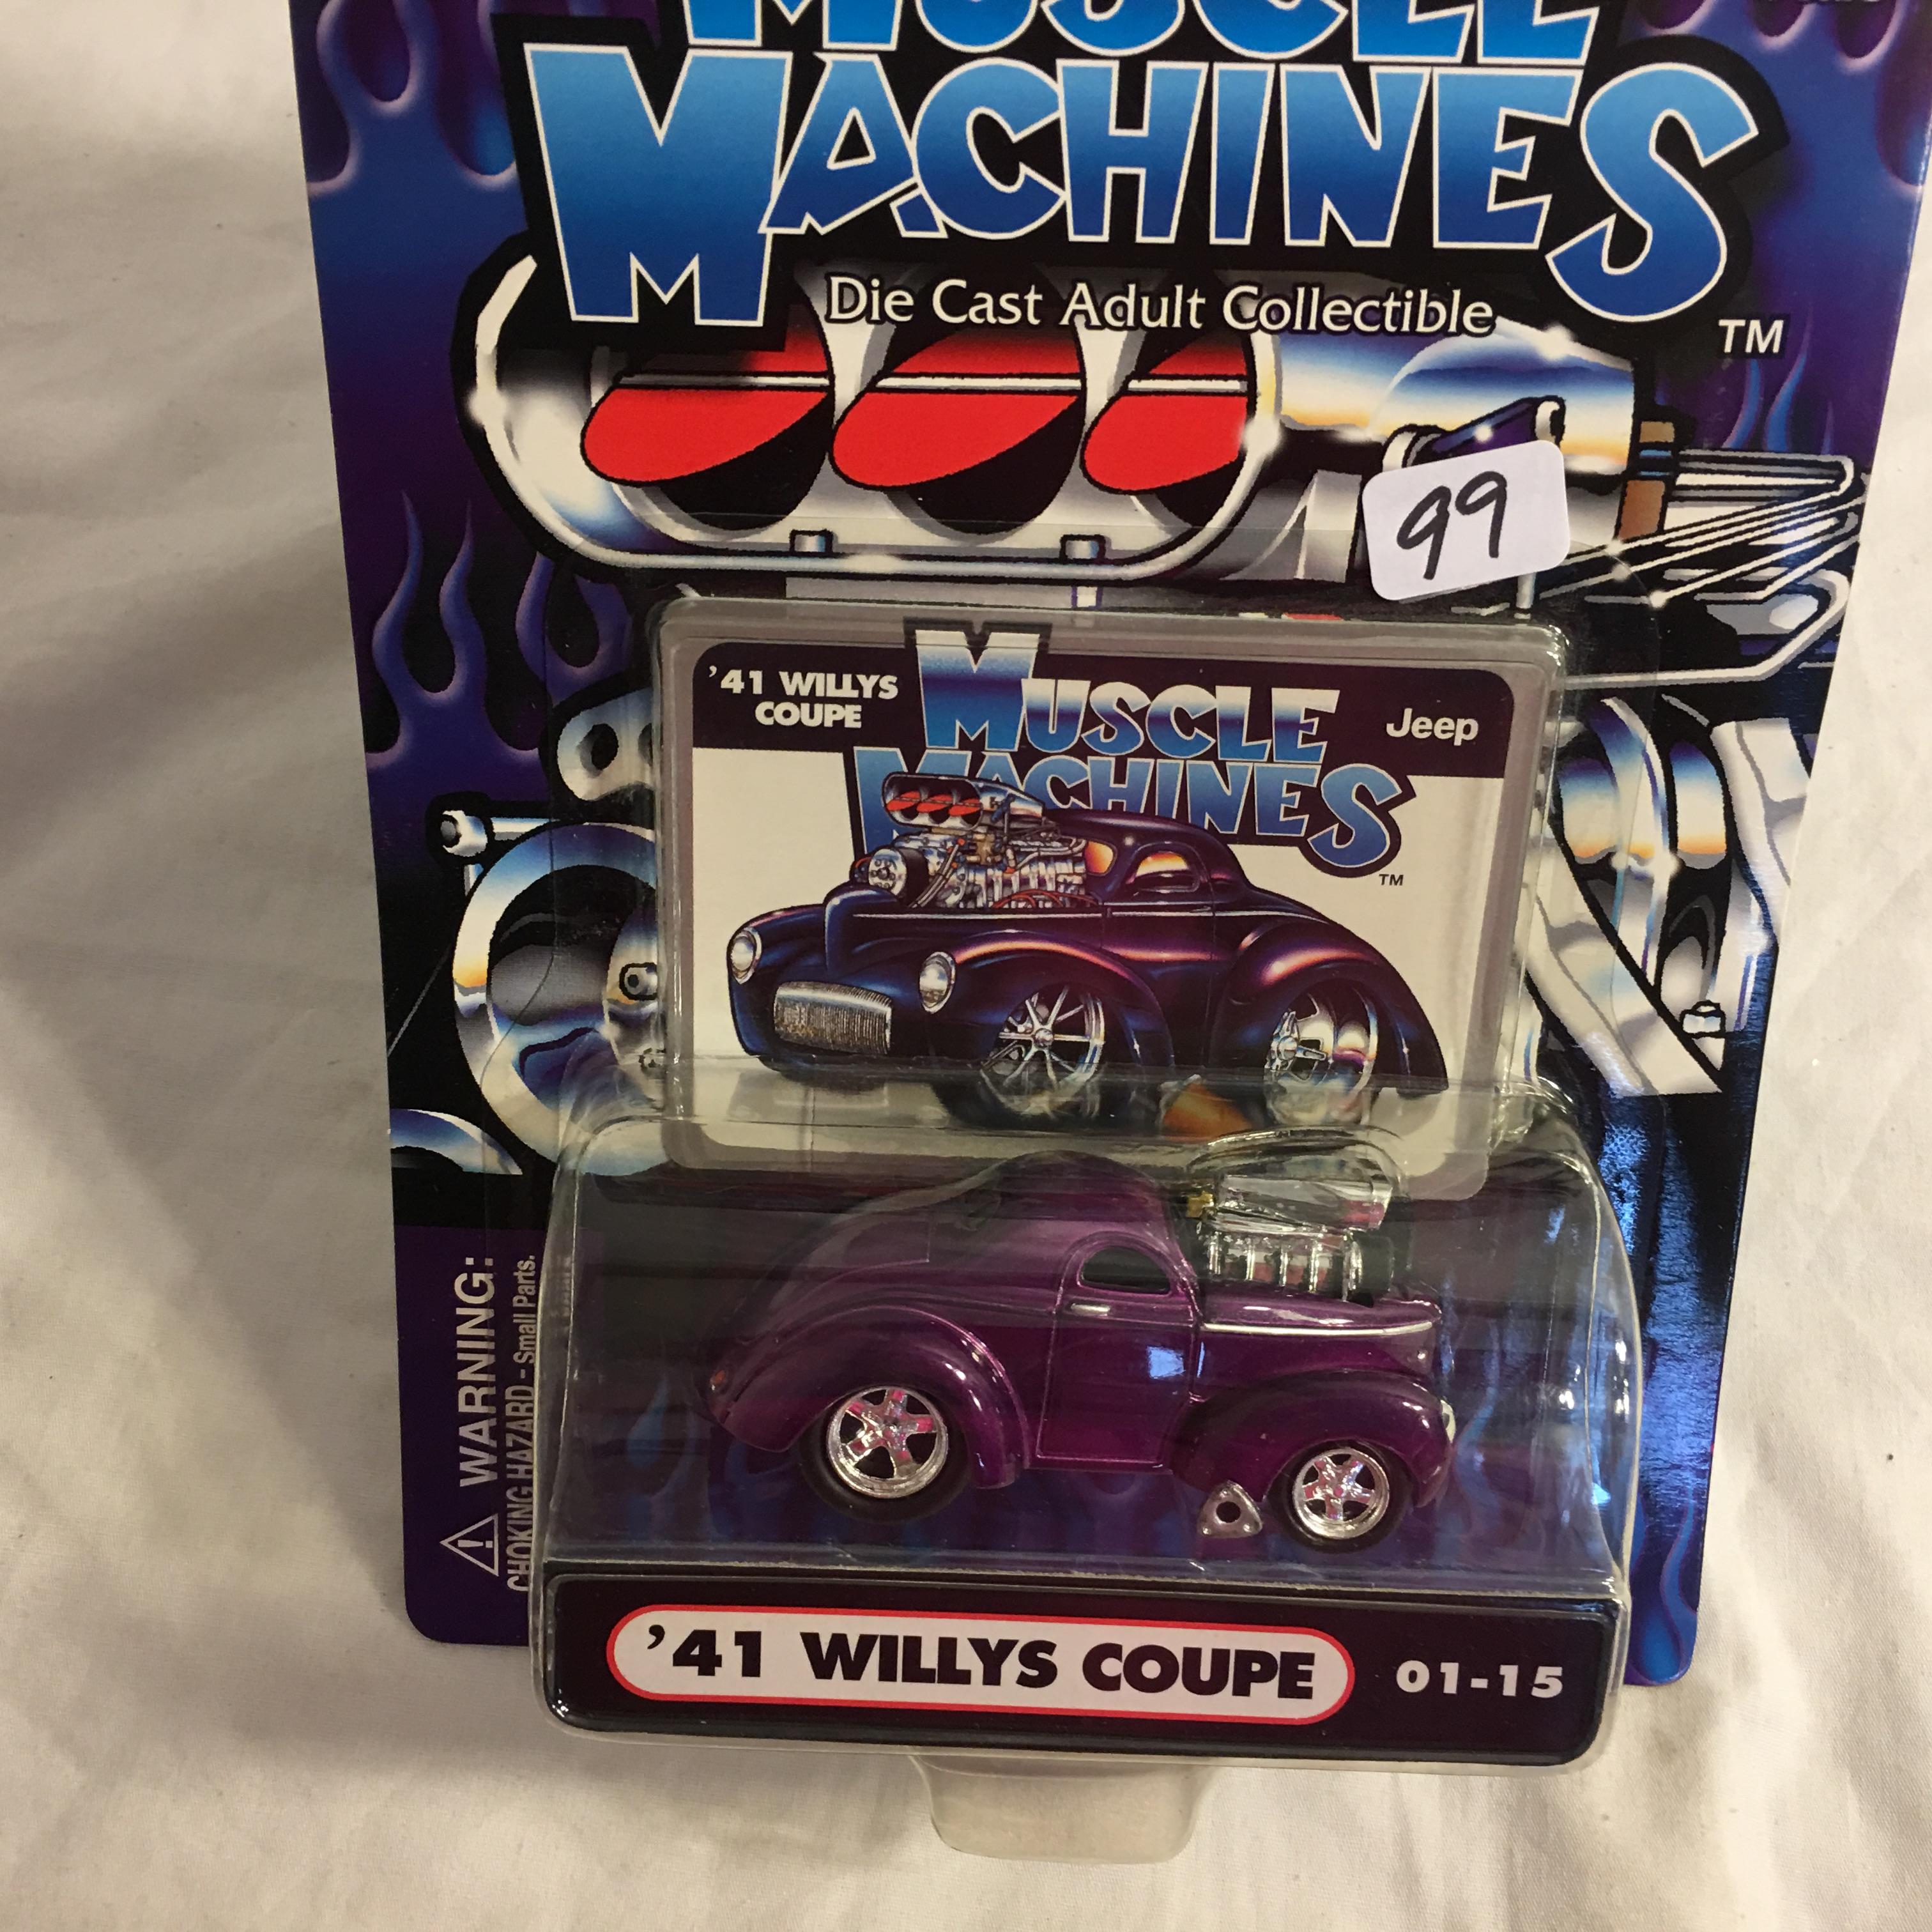 MUSCLE
MACHINES
Die Cast Adult Collectible
TM
99
'41 WILLYS
COUPE
MUSCLE
MACHINES
Jeep
TM
WARNING:
CHOKING HAZARD - Small Parts.
'41 WILLYS COUPE
01-15